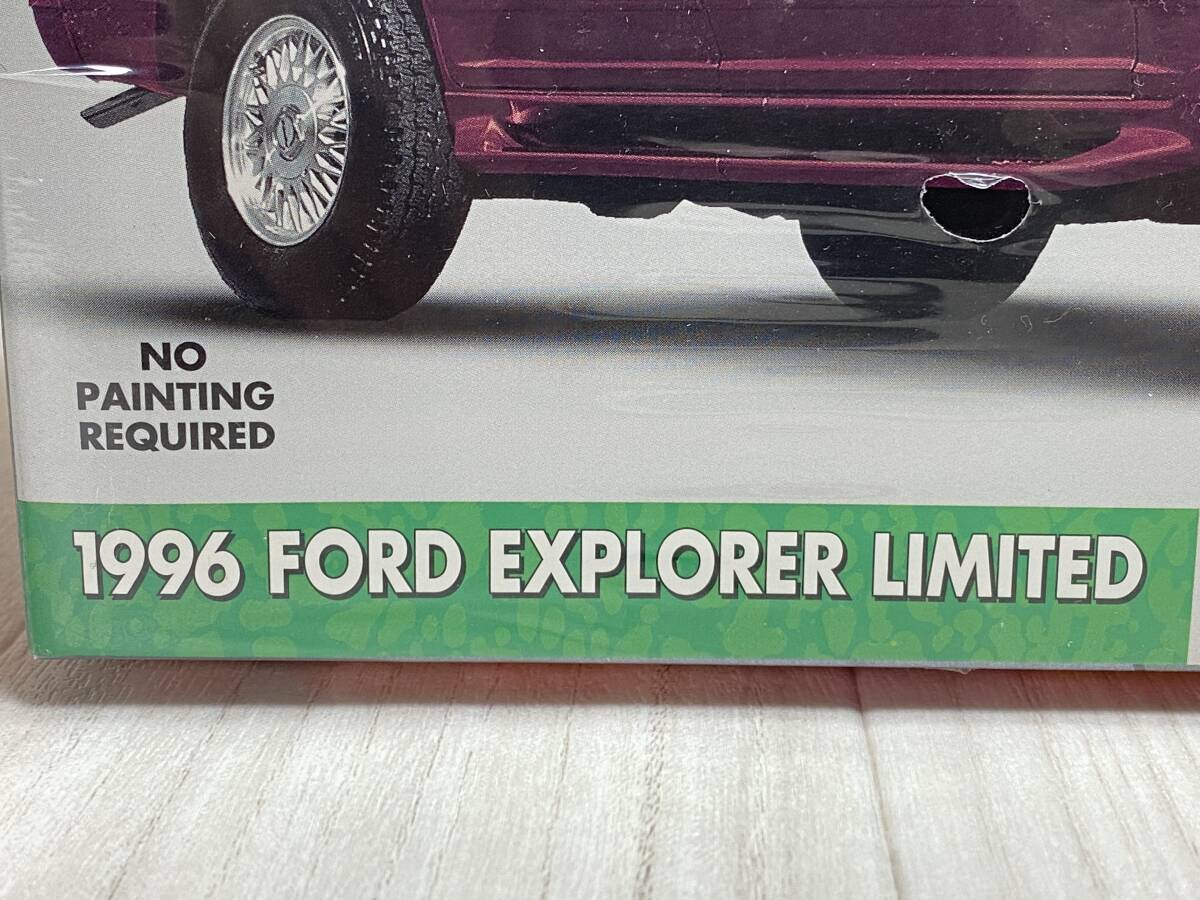 NO
PAINTING
REQUIRED
1996 FORD EXPLORER LIMITED